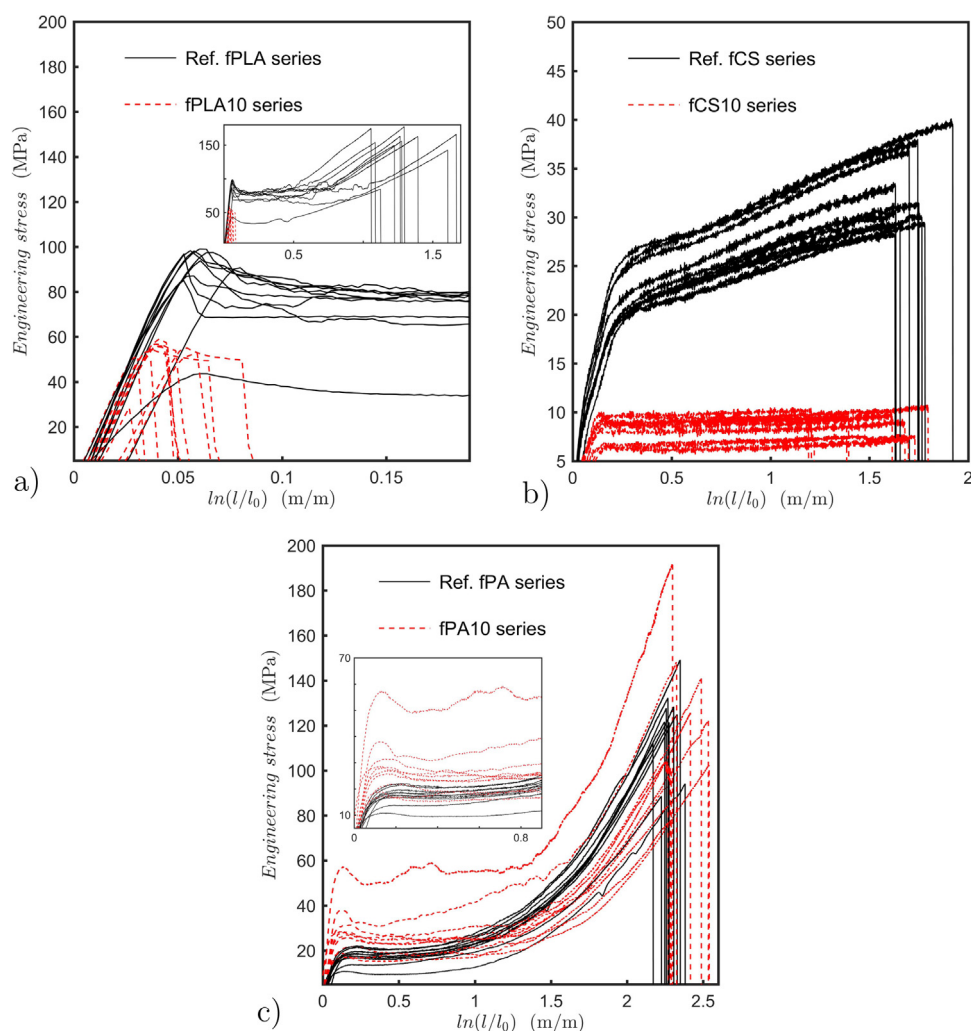 200
180
160
140
120
100
80
60
40
20
Engineering stress (MPa)
Ref. fPLA series
fPLA10 series
150
50
0.5
1.5
0 0.05 0.1 0.15
ln(l/l0) (m/m)
a)
50
45
40
35
30
25
20
15
10
5
Engineering stress (MPa)
Ref. fCS series
fCS10 series
0 0.5 1 1.5 2
ln(l/l0) (m/m)
b)
200
180
160
140
120
100
80
60
40
20
Engineering stress (MPa)
Ref. fPA series
fPA10 series
70
10
0 0.8
0 0.5 1 1.5 2 2.5
ln(l/l0) (m/m)
c)